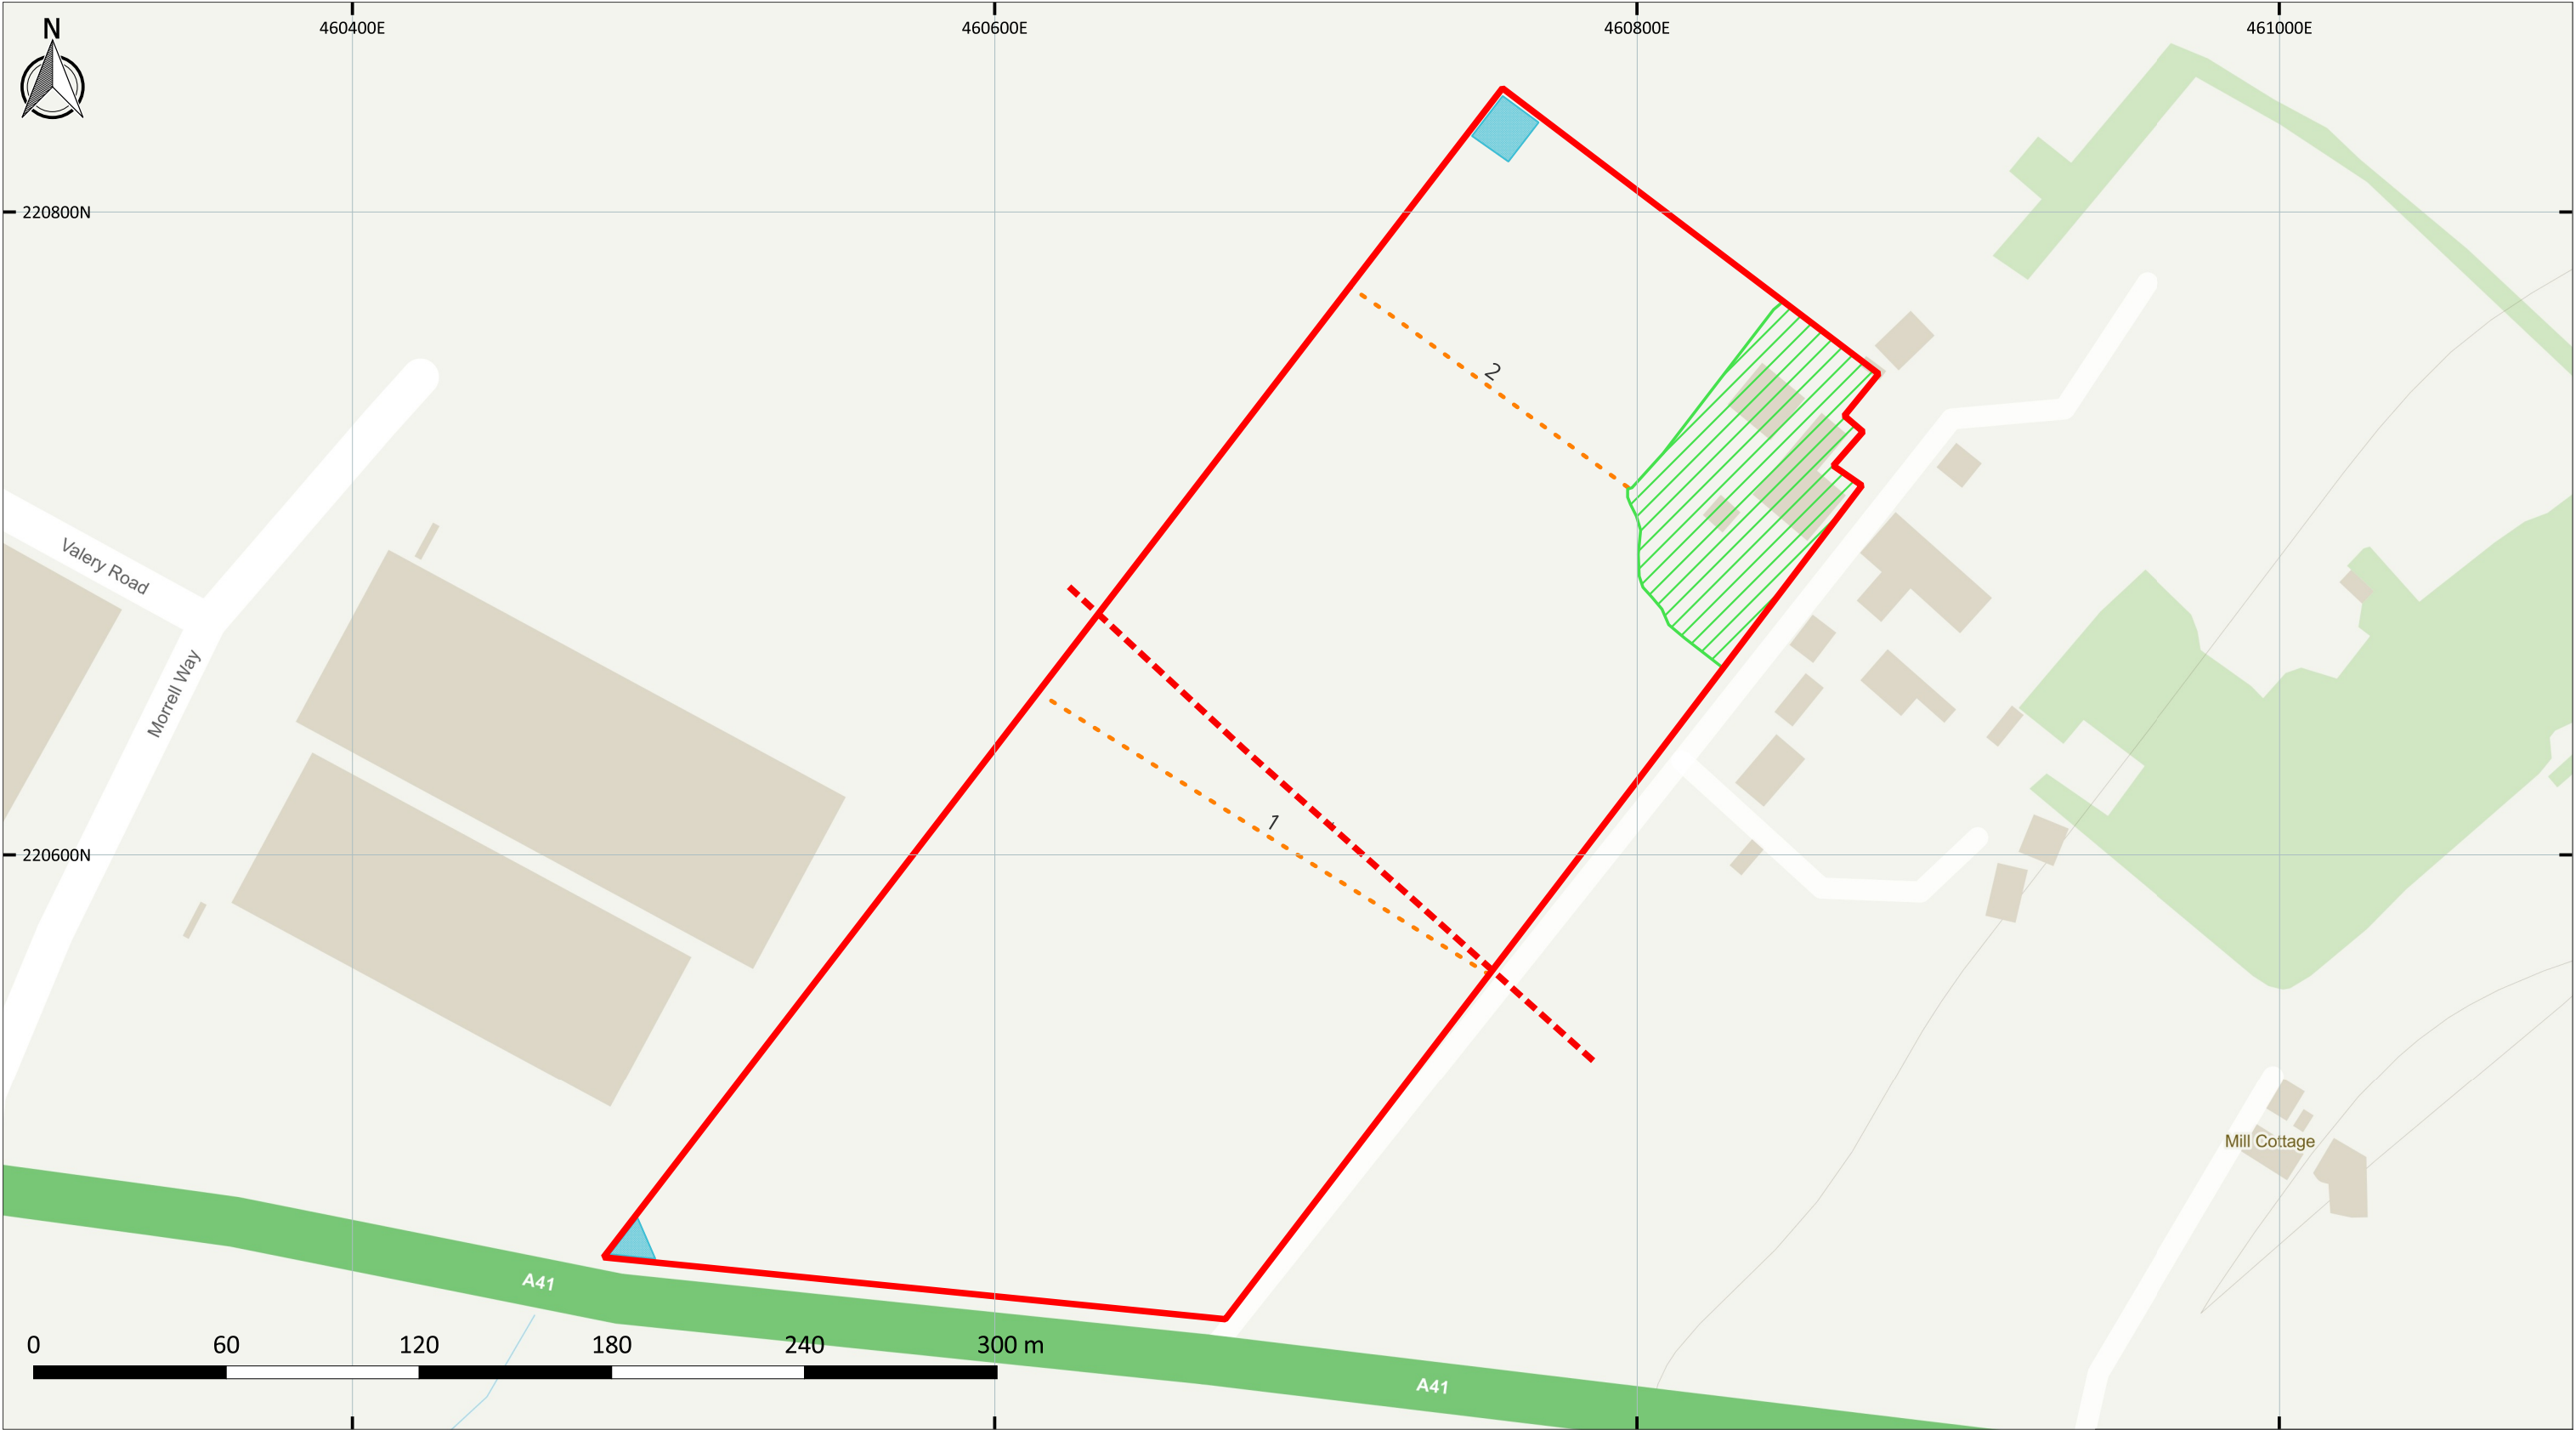 N
460400E
460600E
460800E
461000E
220800N
2
Valery Road
Morrell Way
1
220600N
Mill Cottage
A41
0 60 120 180 240 300 m
A41